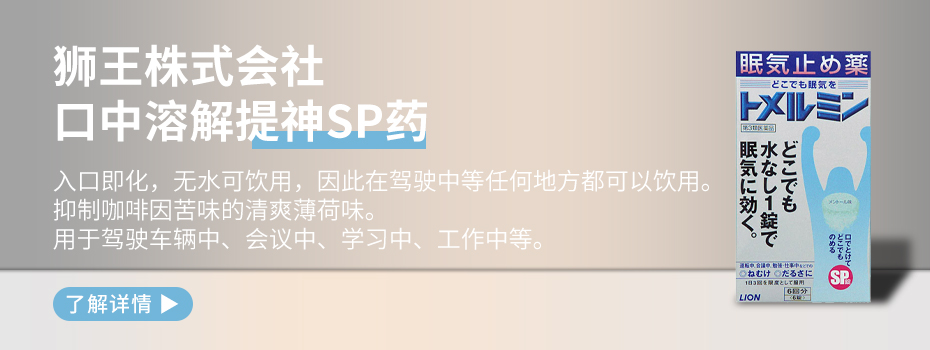 狮王株式会社
口中溶解提神SP药
入口即化，无水可饮用，因此在驾驶中等任何地方都可以饮用。
抑制咖啡因苦味的清爽薄荷味。
用于驾驶车辆中、会议中、学习中、工作中等。
了解详情 ▶
眠気止め薬
どこでも眠気を
トメルミン
第3類医薬品
どこでも
水なし1錠で
眠気に効く。
メントール味
口でとけて
どこでも
のめる
SP錠
運転中、会議中、勉強・仕事中などの
◎ねむけ ◎だるさに
1日3回を限度として服用
6回分
6錠
LION